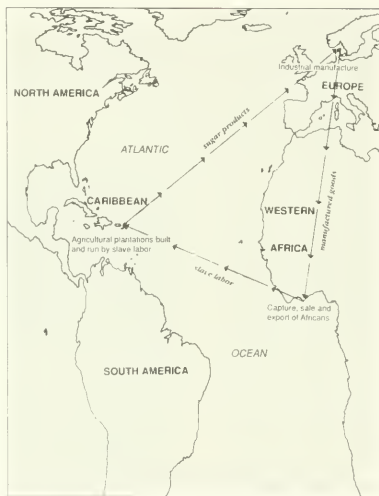 Industrial manufacture
EUROPE
NORTH AMERICA
sugar products
ATLANTIC
CARIBBEAN
WESTERN
AFRICA
manufactured goods
Agricultural plantations built
and run by slave labor
slave labor
Capture, sale and
export of Africans
OCEAN
SOUTH AMERICA